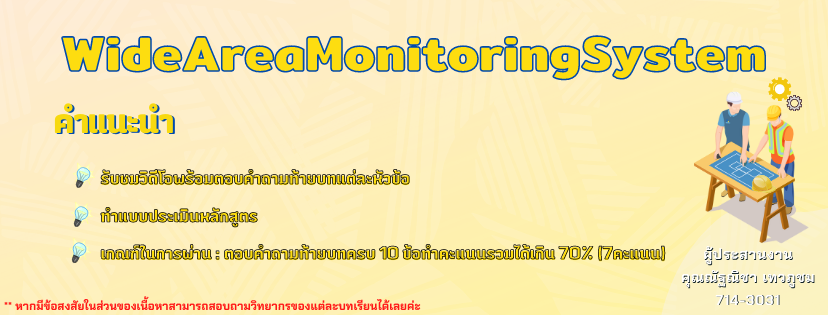 WideAreaMonitoringSystem
คำแนะนำ
รับชมวิดีโอพร้อมตอบคำถามท้ายบทแต่ละหัวข้อ
ทำแบบประเมินหลักสูตร
เกณฑ์ในการผ่าน : ตอบคำถามท้ายบทครบ 10 ข้อทำคะแนนรวมได้เกิน 70% (7คะแนน)
ผู้ประสานงาน
คุณณัฐณิชา เทวภูชม
714-3031
** หากมีข้อสงสัยในส่วนของเนื้อหาสามารถสอบถามวิทยากรของแต่ละบทเรียนได้เลยค่ะ